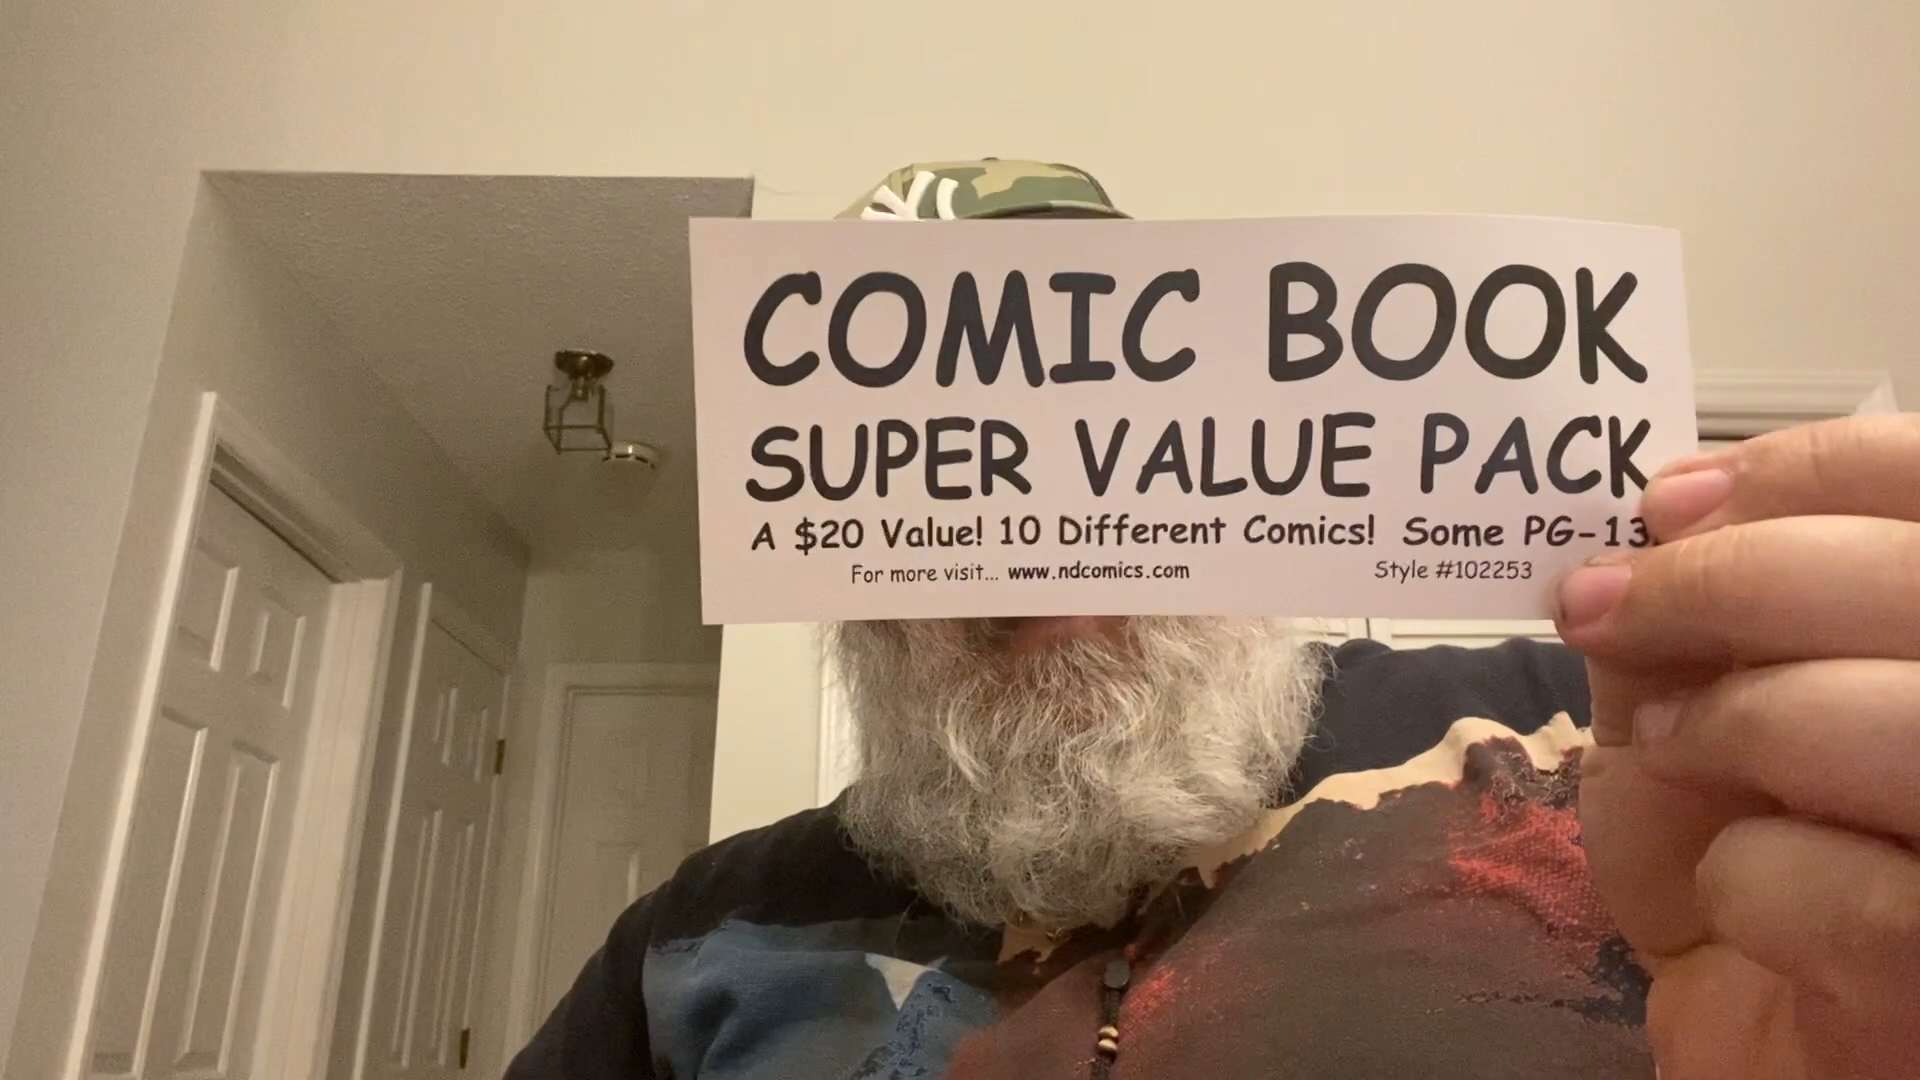 COMIC BOOK
SUPER VALUE PACK
A $20 Value! 10 Different Comics! Some PG-13.
For more visit... www.ndcomics.com Style #102253